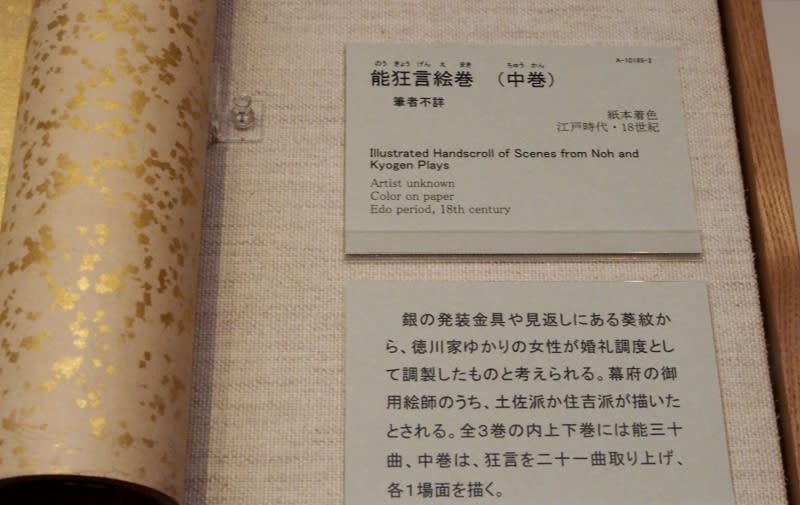 のう きょう げん え まき ちゅう かん
能狂言絵巻 (中巻)
A-10185-2
筆者不詳
紙本着色
江戸時代・18世紀
Illustrated Handscroll of Scenes from Noh and
Kyogen Plays
Artist unknown
Color on paper
Edo period, 18th century
銀の発装金具や見返しにある葵紋か
ら、徳川家ゆかりの女性が婚礼調度とし
て調製したものと考えられる。幕府の御
用絵師のうち、土佐派か住吉派が描いた
とされる。全3巻の内上下巻には能三十
曲、中巻は、狂言を二十一曲取り上げ、
各1場面を描く。